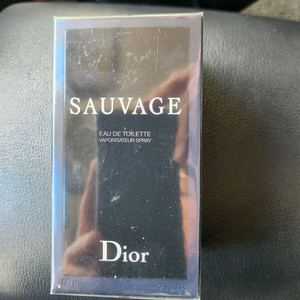 SAUVAGE
EAU DE TOILETTE
VAPORISATEUR SPRAY
Dior